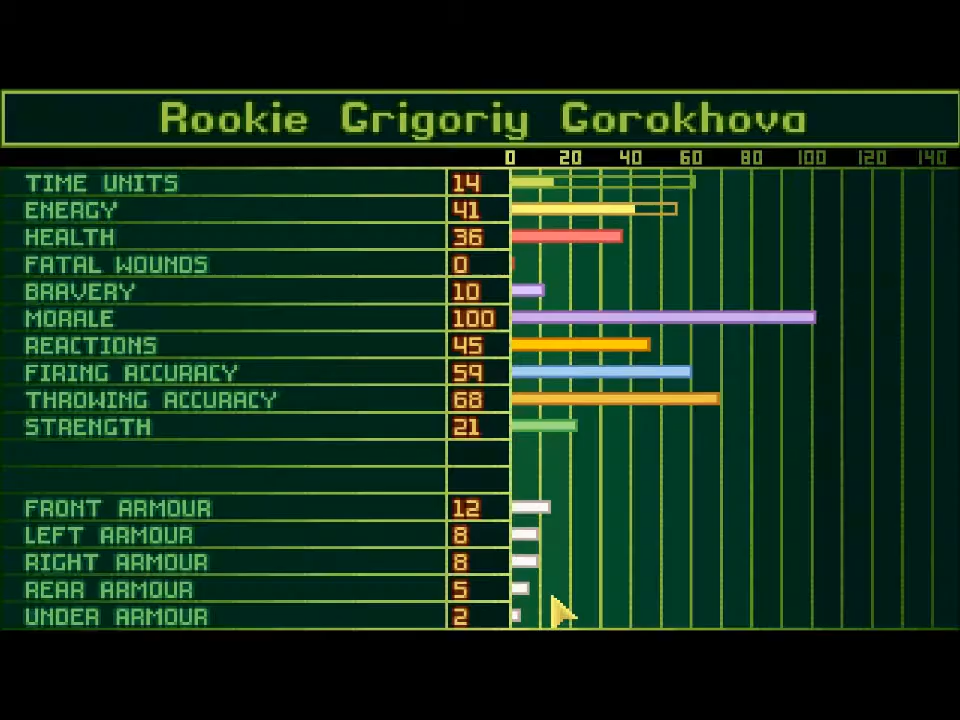 Rookie Grigoriy Gorokhova
0 20 40 60 80 100 120 140
TIME UNITS 14
ENERGY 41
HEALTH 36
FATAL WOUNDS 0
BRAVERY 10
MORALE 100
REACTIONS 45
FIRING ACCURACY 59
THROWING ACCURACY 68
STRENGTH 21
FRONT ARMOUR 12
LEFT ARMOUR 8
RIGHT ARMOUR 8
REAR ARMOUR 5
UNDER ARMOUR 2